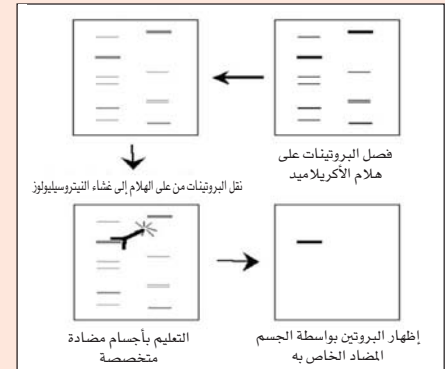 فصل البروتينات على
هلام الأكريلاميد
نقل البروتينات من على الهلام إلى غشاء النيتروسيليولوز
إظهار البروتين بواسطة الجسم
المضاد الخاص به
التعليم بأجسام مضادة
متخصصة